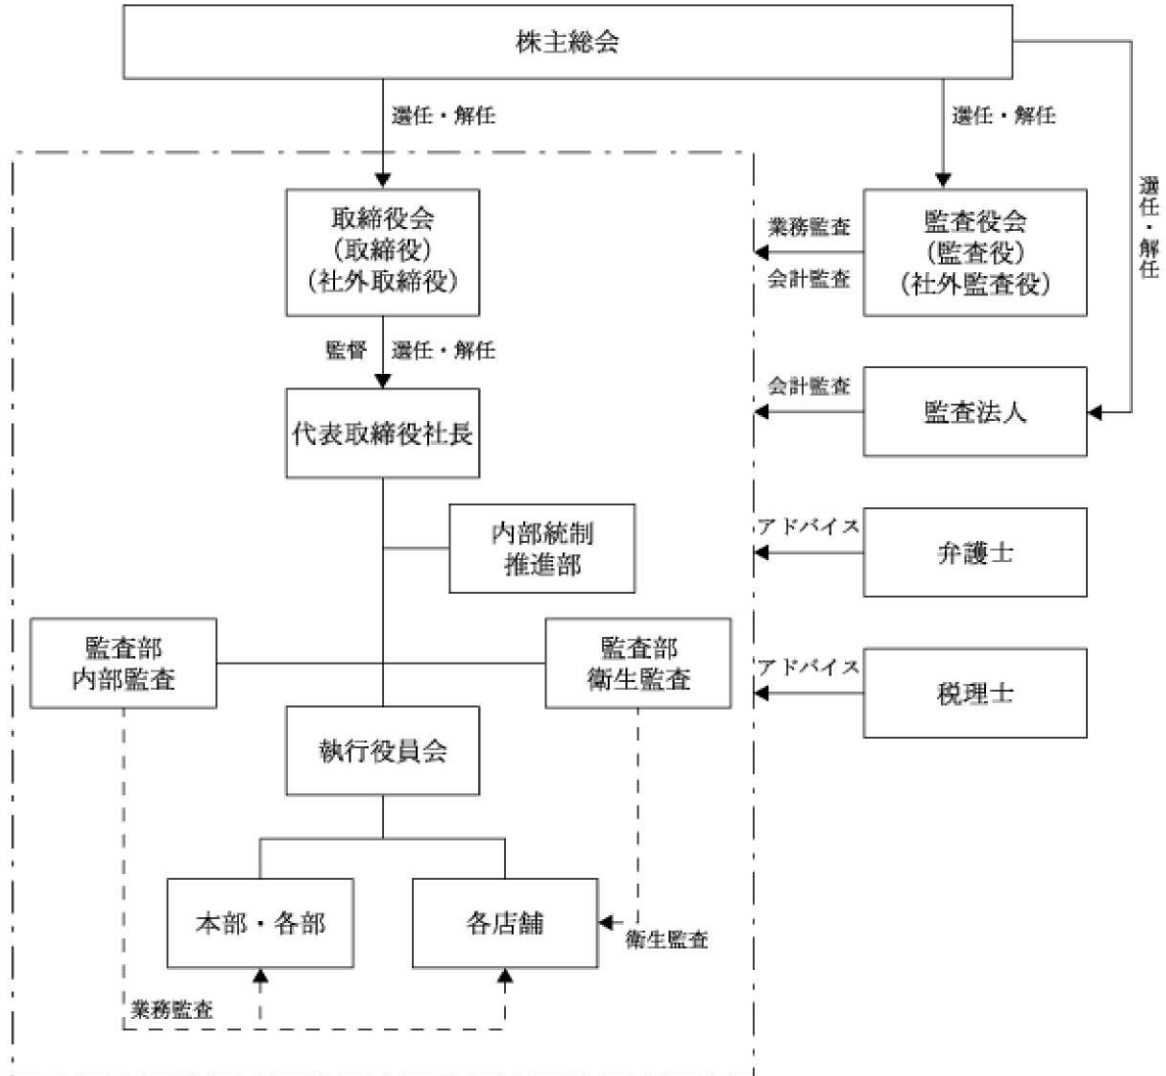 株主総会
選任・解任
選任・解任
選任・解任
取締役会
(取締役)
(社外取締役)
業務監査
会計監査
監査役会
(監査役)
(社外監査役)
監督
選任・解任
会計監査
監査法人
代表取締役社長
内部統制
推進部
アドバイス
弁護士
監査部
内部監査
監査部
衛生監査
アドバイス
税理士
執行役員会
本部・各部
各店舗
衛生監査
業務監査